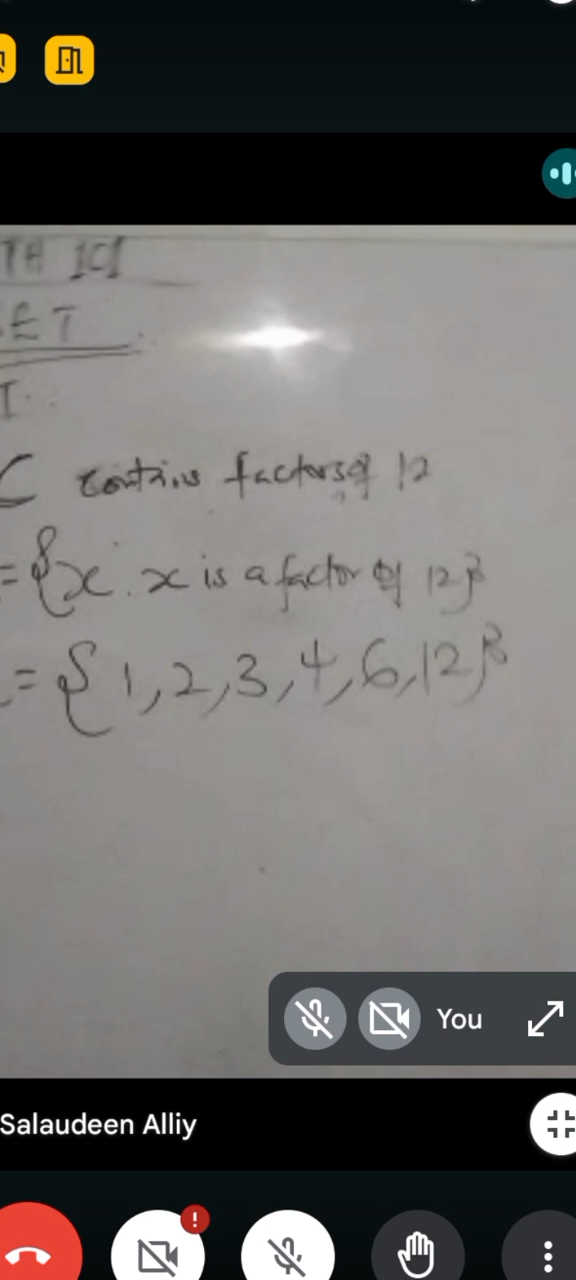 TH 101
SET
I.
C contains factors of 12
= {x: x is a factor of 12}
= {1, 2, 3, 4, 6, 12}
You
Salaudeen Alliy
!